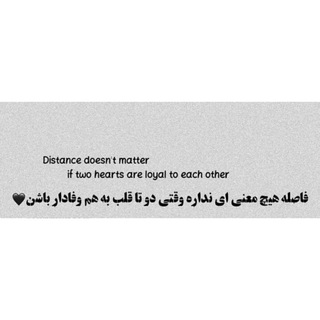 Distance doesn't matter
if two hearts are loyal to each other
فاصله هیچ معنی ای نداره وقتی دو تا قلب به هم وفادار باشن🖤